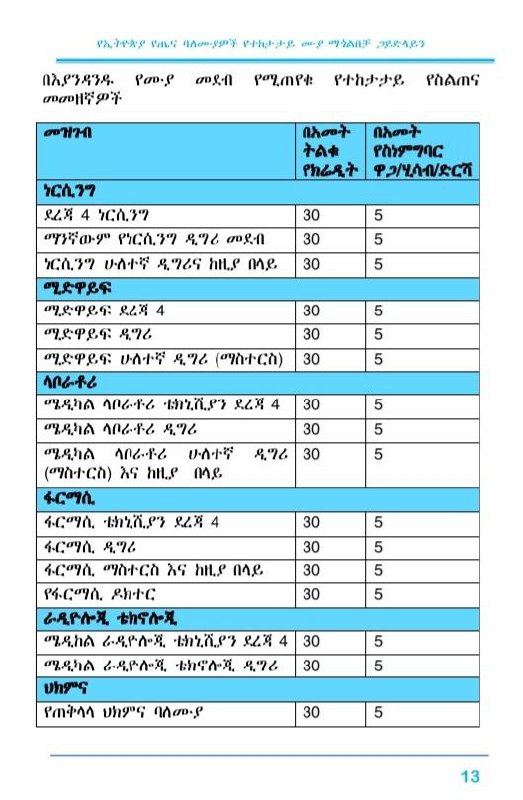 የኢትዮጵያ የጤና ባለሙያዎች የተከታታይ ሙያ ማጎልበቻ ጋይድላይን
በእያንዳንዱ የሙያ መደብ የሚጠየቁ የተከታታይ የስልጠና
መመዘኛዎች
መዝገብ በአመት በአመት
ትልቁ የስነምግባር
የክሬዲት ዋጋ/ሂሳብ/ድርሻ
ነርሲንግ
ደረጃ 4 ነርሲንግ 30 5
ማንኛውም የነርሲንግ ዲግሪ መደብ 30 5
ነርሲንግ ሁለተኛ ዲግሪና ከዚያ በላይ 30 5
ሚድዋይፍ
ሚድዋይፍ ደረጃ 4 30 5
ሚድዋይፍ ዲግሪ 30 5
ሚድዋይፍ ሁለተኛ ዲግሪ (ማስተርስ) 30 5
ላቦራቶሪ
ሜዲካል ላቦራቶሪ ቴክኒሺያን ደረጃ 4 30 5
ሜዲካል ላቦራቶሪ ዲግሪ 30 5
ሜዲካል ላቦራቶሪ ሁለተኛ ዲግሪ 30 5
(ማስተርስ) እና ከዚያ በላይ
ፋርማሲ
ፋርማሲ ቴክኒሺያን ደረጃ 4 30 5
ፋርማሲ ዲግሪ 30 5
ፋርማሲ ማስተርስ እና ከዚያ በላይ 30 5
የፋርማሲ ዶክተር 30 5
ራዲዮሎጂ ቴክኖሎጂ
ሜዲከል ራዲዮሎጂ ቴክኒሺያን ደረጃ 4 30 5
ሜዲካል ራዲዮሎጂ ቴክኖሎጂ ዲግሪ 30 5
ህክምና
የጠቅላላ ህክምና ባለሙያ 30 5
13